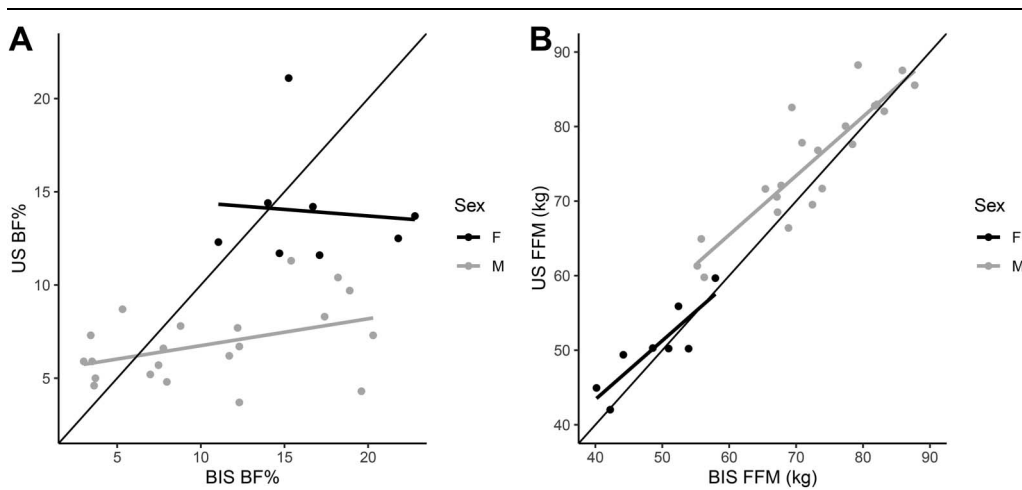 A
US BF%
20
15
10
5
5 10 15 20
BIS BF%
Sex
F
M
B
US FFM (kg)
90
80
70
60
50
40
40 50 60 70 80 90
BIS FFM (kg)
Sex
F
M